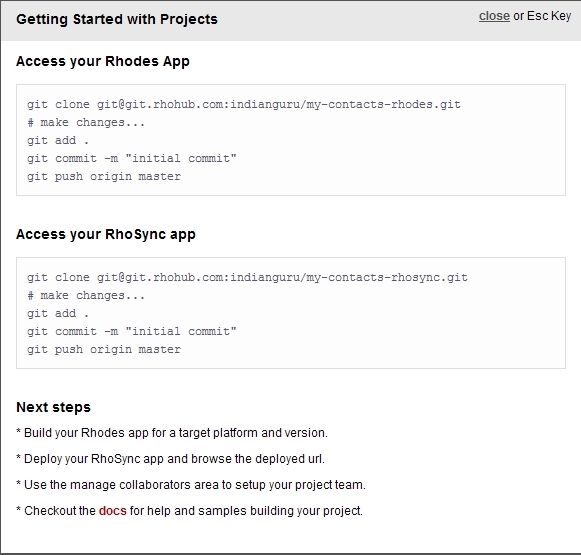 Getting Started with Projects
close or Esc Key
Access your Rhodes App
git clone git@git.rhohub.com:indianguru/my-contacts-rhodes.git
# make changes...
git add .
git commit -m "initial commit"
git push origin master
Access your RhoSync app
git clone git@git.rhohub.com:indianguru/my-contacts-rhosync.git
# make changes...
git add .
git commit -m "initial commit"
git push origin master
Next steps
* Build your Rhodes app for a target platform and version.
* Deploy your RhoSync app and browse the deployed url.
* Use the manage collaborators area to setup your project team.
* Checkout the docs for help and samples building your project.